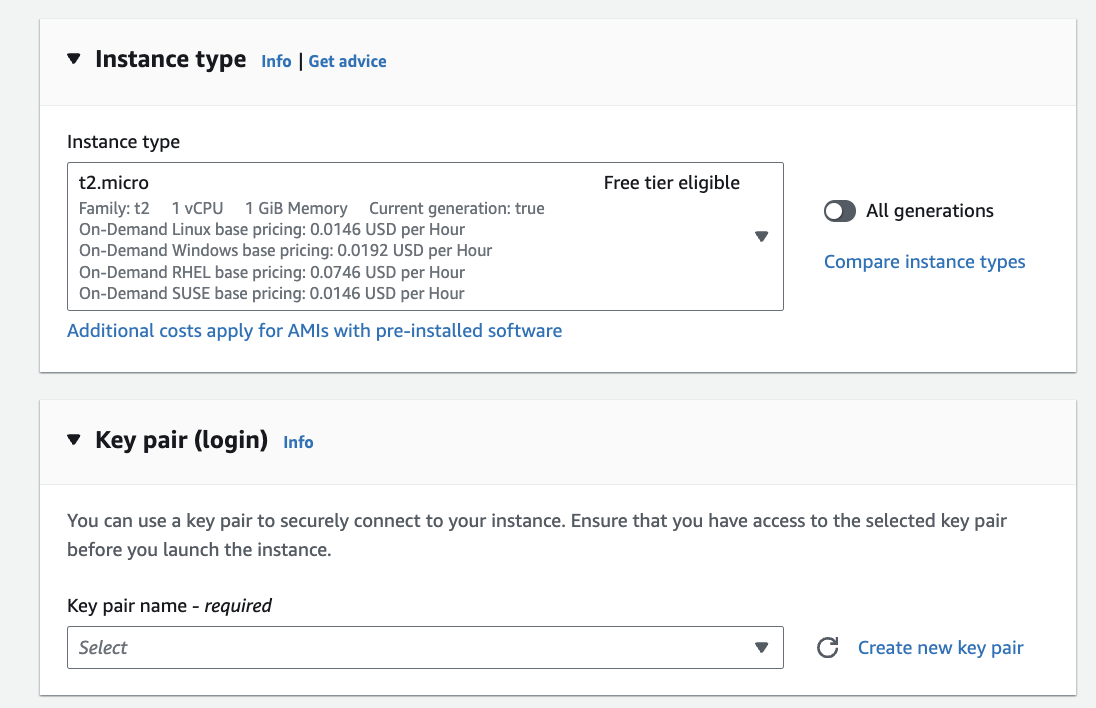 Instance type Info | Get advice
Instance type
t2.micro Free tier eligible
Family: t2 1 vCPU 1 GiB Memory Current generation: true
On-Demand Linux base pricing: 0.0146 USD per Hour
On-Demand Windows base pricing: 0.0192 USD per Hour
On-Demand RHEL base pricing: 0.0746 USD per Hour
On-Demand SUSE base pricing: 0.0146 USD per Hour
All generations
Compare instance types
Additional costs apply for AMIs with pre-installed software
Key pair (login) Info
You can use a key pair to securely connect to your instance. Ensure that you have access to the selected key pair
before you launch the instance.
Key pair name - required
Select
Create new key pair